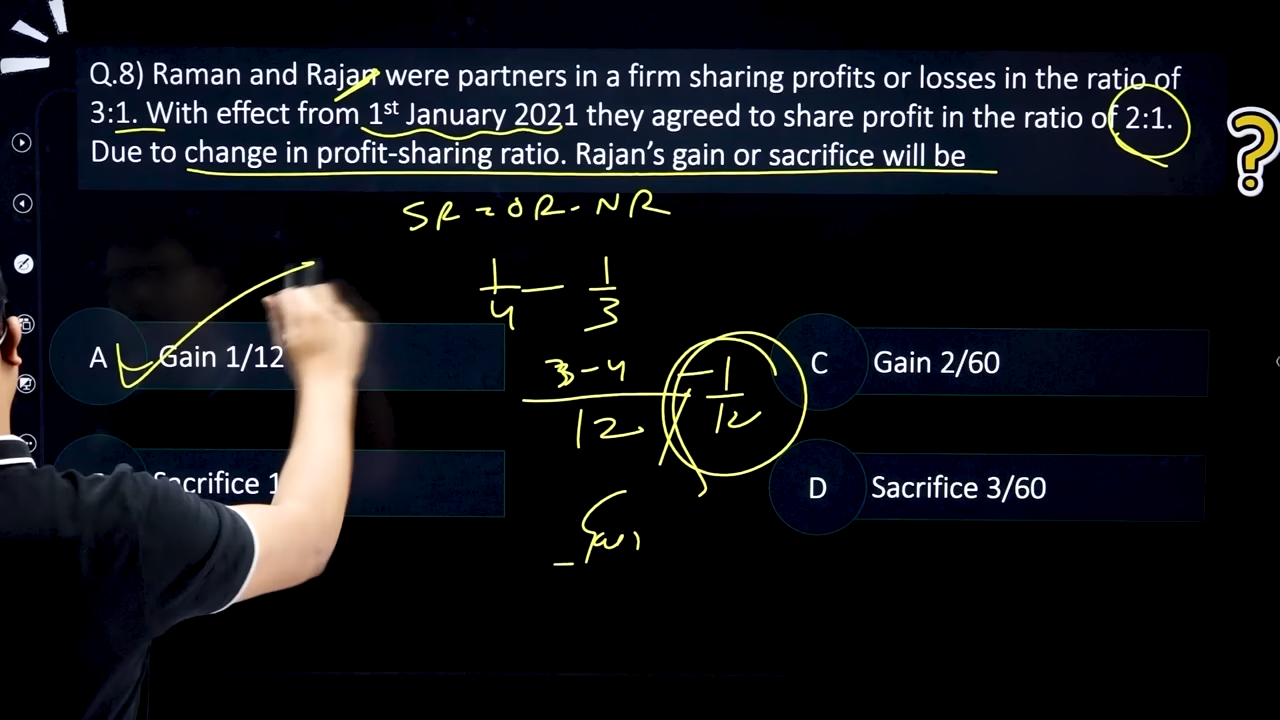 Q.8) Raman and Rajan were partners in a firm sharing profits or losses in the ratio of
3:1. With effect from 1st January 2021 they agreed to share profit in the ratio of 2:1.
Due to change in profit-sharing ratio. Rajan's gain or sacrifice will be
SR = OR - NR
1/4 - 1/3
A Gain 1/12
3-4/12
-1/12
C Gain 2/60
Sacrifice 1
D Sacrifice 3/60